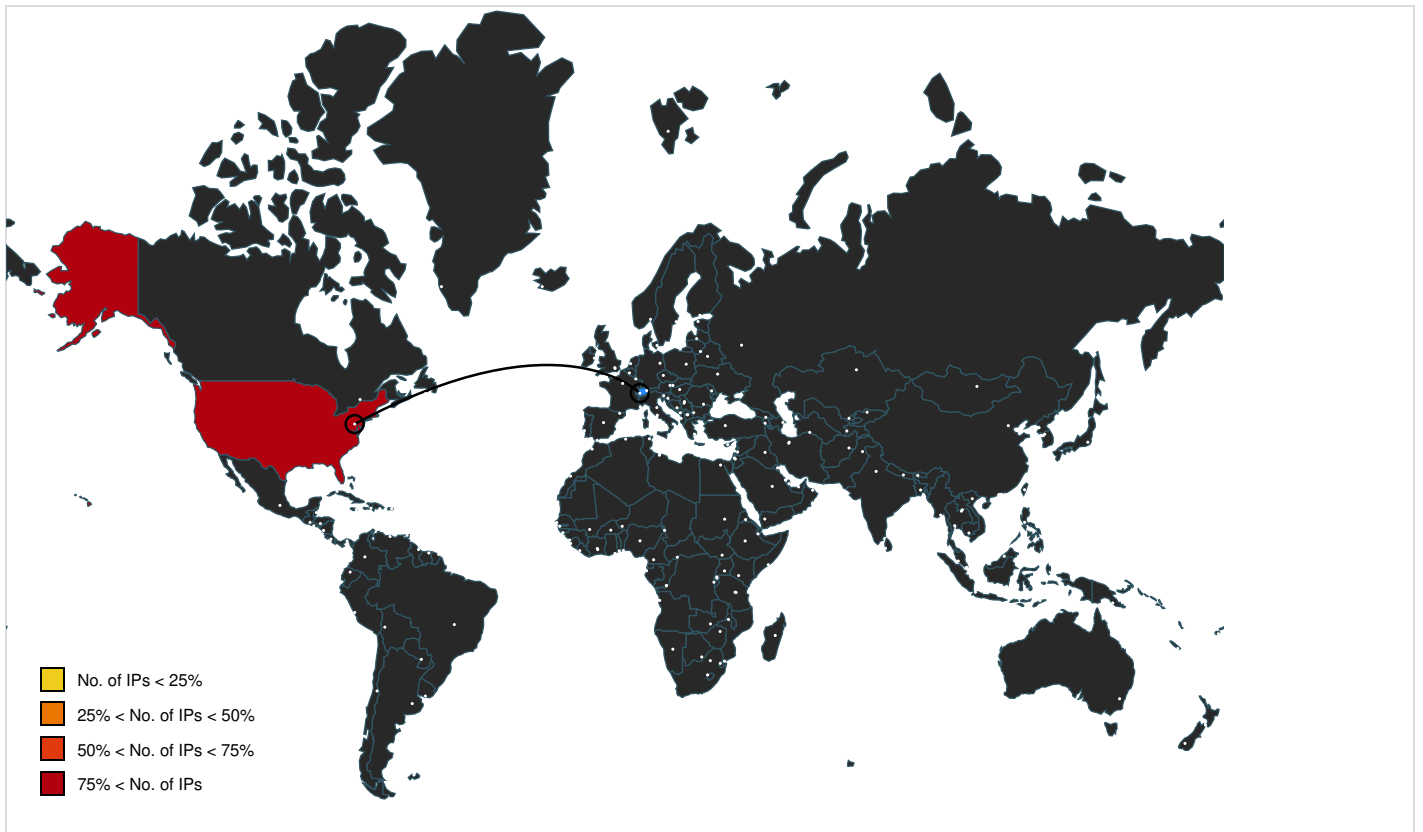 No. of IPs < 25%
25% < No. of IPs < 50%
50% < No. of IPs < 75%
75% < No. of IPs